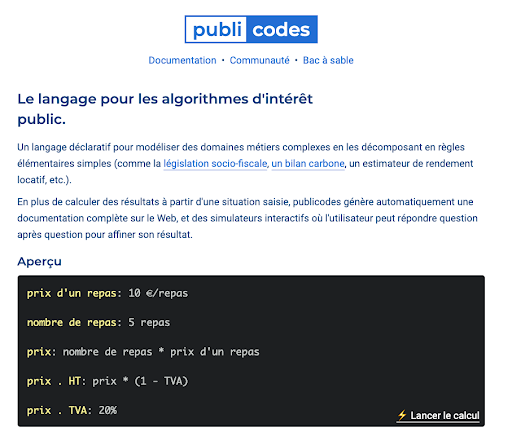 publi codes
Documentation • Communauté • Bac à sable
Le langage pour les algorithmes d'intérêt
public.
Un langage déclaratif pour modéliser des domaines métiers complexes en les décomposant en règles
élémentaires simples (comme la législation socio-fiscale, un bilan carbone, un estimateur de rendement
locatif, etc.).
En plus de calculer des résultats à partir d'une situation saisie, publicodes génère automatiquement une
documentation complète sur le Web, et des simulateurs interactifs où l'utilisateur peut répondre question
après question pour affiner son résultat.
Aperçu
prix d'un repas: 10 €/repas
nombre de repas: 5 repas
prix: nombre de repas * prix d'un repas
prix . HT: prix * (1 - TVA)
prix . TVA: 20%
⚡ Lancer le calcul